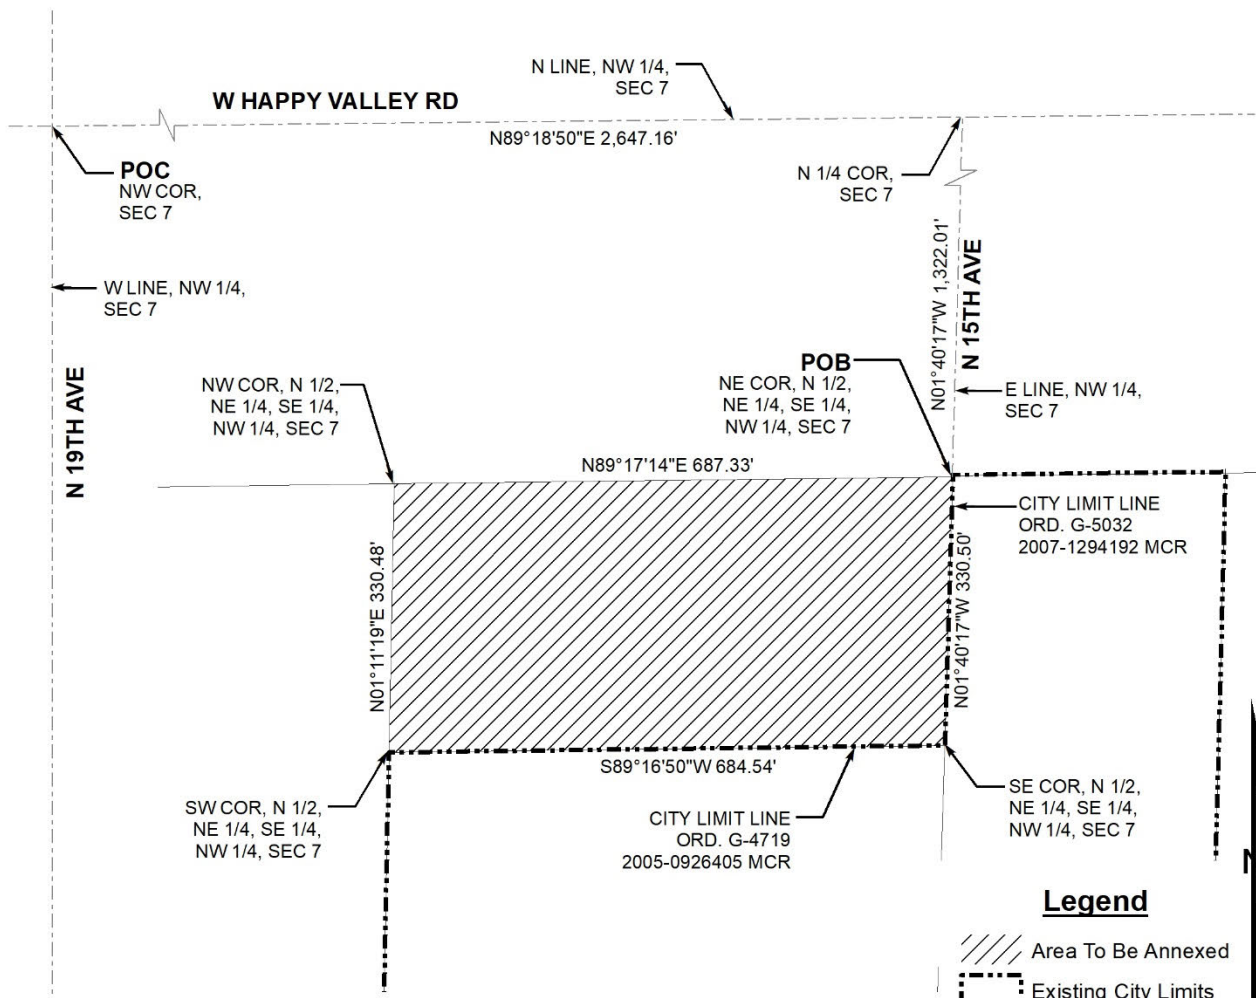 N LINE, NW 1/4,
SEC 7
W HAPPY VALLEY RD
N89°18'50"E 2,647.16'
POC
NW COR,
SEC 7
N 1/4 COR,
SEC 7
W LINE, NW 1/4,
SEC 7
N 19TH AVE
N01°40'17"W 1,322.01'
N 15TH AVE
NW COR, N 1/2,
NE 1/4, SE 1/4,
NW 1/4, SEC 7
POB
NE COR, N 1/2,
NE 1/4, SE 1/4,
NW 1/4, SEC 7
E LINE, NW 1/4,
SEC 7
N89°17'14"E 687.33'
CITY LIMIT LINE
ORD. G-5032
2007-1294192 MCR
N01°11'19"E 330.48'
N01°40'17"W 330.50'
S89°16'50"W 684.54'
SW COR, N 1/2,
NE 1/4, SE 1/4,
NW 1/4, SEC 7
CITY LIMIT LINE
ORD. G-4719
2005-0926405 MCR
SE COR, N 1/2,
NE 1/4, SE 1/4,
NW 1/4, SEC 7
Legend
Area To Be Annexed
Existing City Limits